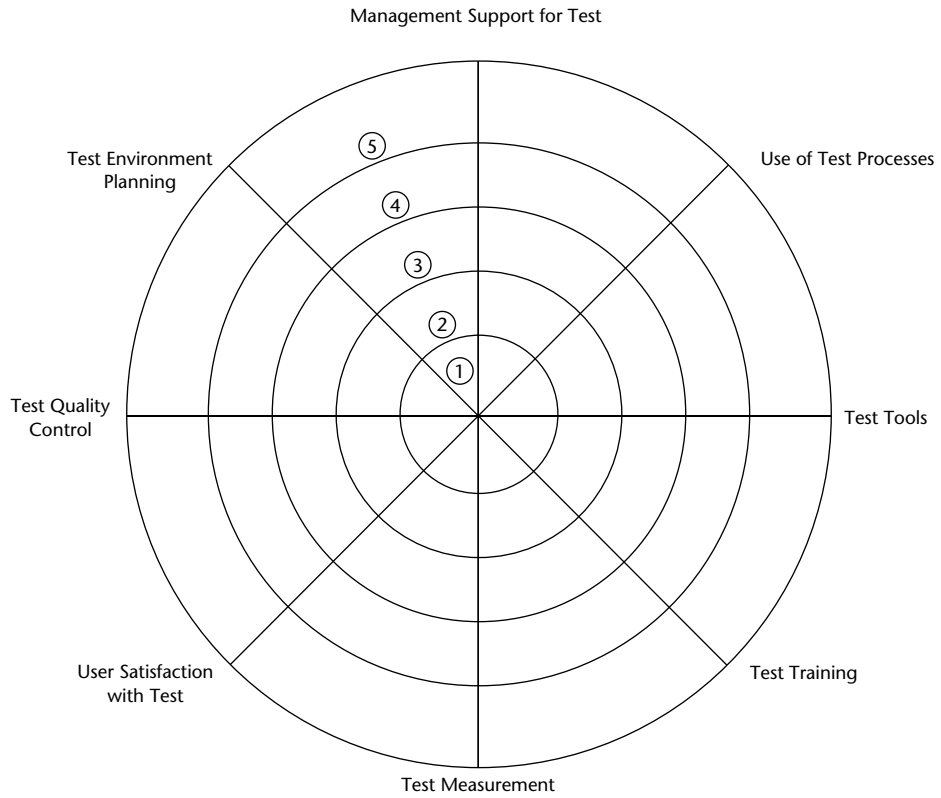 Management Support for Test
5
Test Environment
Planning
Use of Test Processes
4
3
2
1
Test Quality
Control
Test Tools
User Satisfaction
with Test
Test Training
Test Measurement